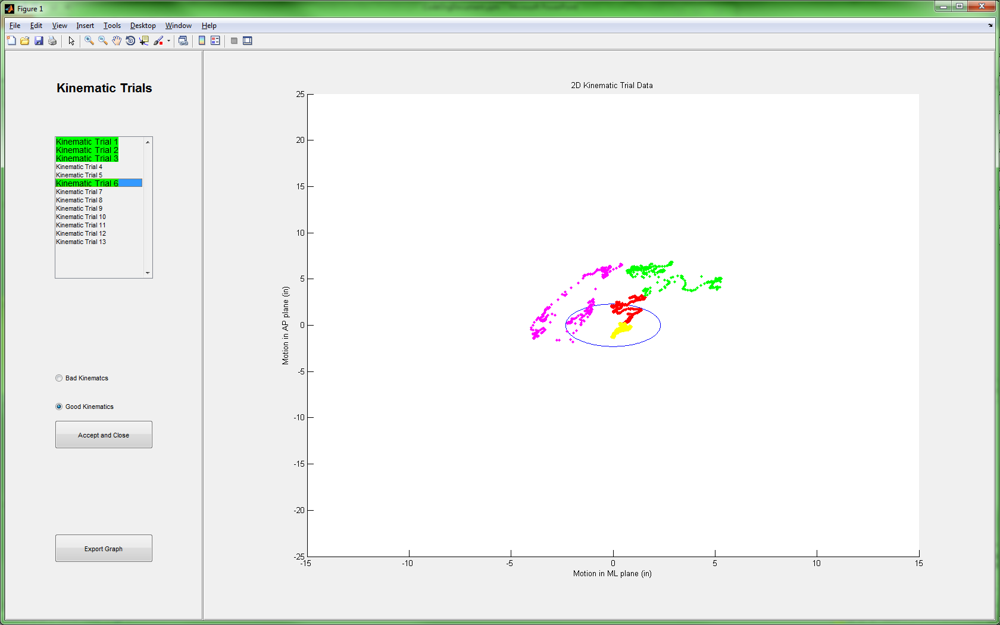 Figure 1
File Edit View Insert Tools Desktop Window Help
Kinematic Trials
Kinematic Trial 1
Kinematic Trial 2
Kinematic Trial 3
Kinematic Trial 4
Kinematic Trial 5
Kinematic Trial 6
Kinematic Trial 7
Kinematic Trial 8
Kinematic Trial 9
Kinematic Trial 10
Kinematic Trial 11
Kinematic Trial 12
Kinematic Trial 13
Bad Kinematcs
Good Kinematics
Accept and Close
Export Graph
2D Kinematic Trial Data
25
20
15
10
5
0
-5
-10
-15
-20
-25
Motion in AP plane (in)
-15 -10 -5 0 5 10 15
Motion in ML plane (in)